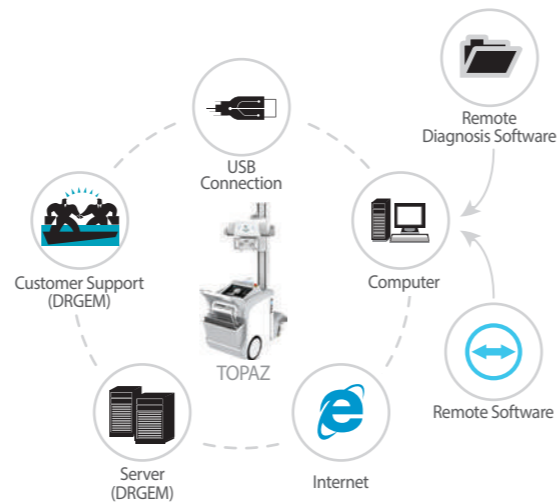 Remote
Diagnosis Software
USB
Connection
Customer Support
(DRGEM)
Computer
TOPAZ
Remote Software
Server
(DRGEM)
Internet